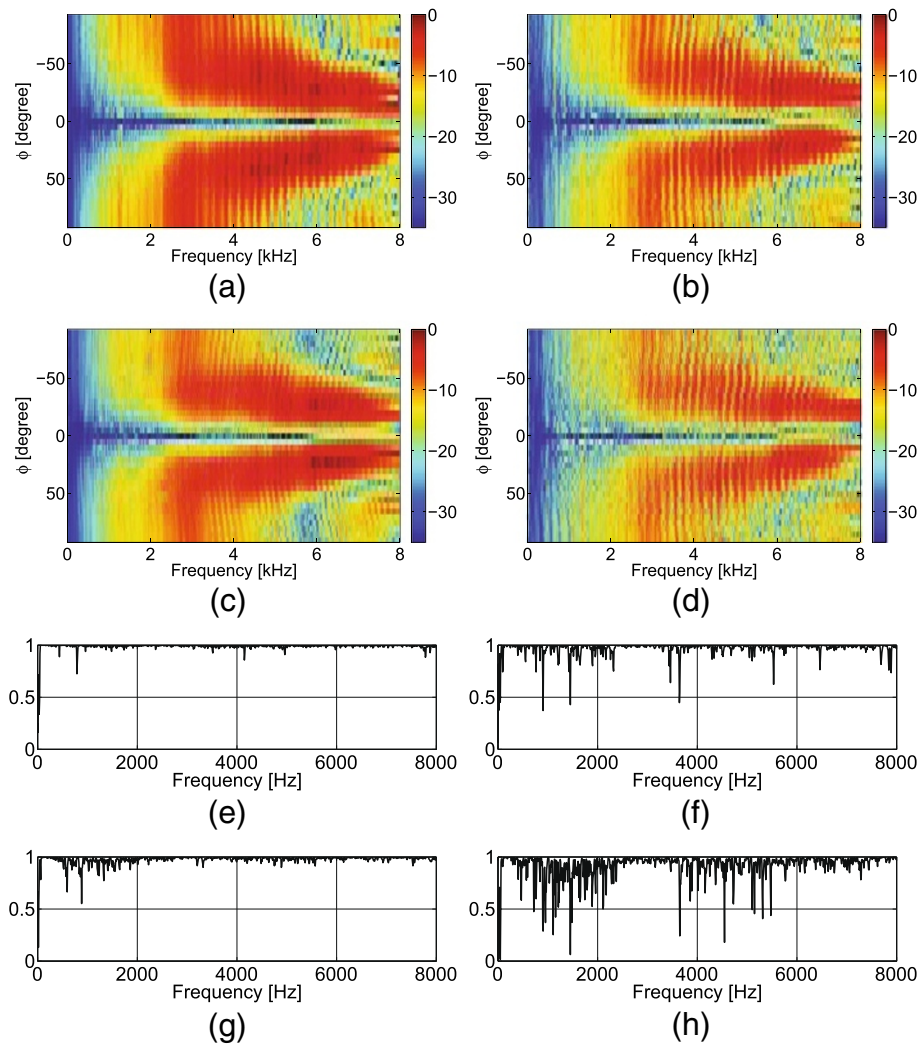 0
−50
−10
0
−20
50
−30
φ [degree]
0 2 4 6 8
Frequency [kHz]
(a)
0
−50
−10
0
−20
50
−30
φ [degree]
0 2 4 6 8
Frequency [kHz]
(b)
0
−50
−10
0
−20
50
−30
φ [degree]
0 2 4 6 8
Frequency [kHz]
(c)
0
−50
−10
0
−20
50
−30
φ [degree]
0 2 4 6 8
Frequency [kHz]
(d)
1
0.5
0
0 2000 4000 6000 8000
Frequency [Hz]
(e)
1
0.5
0
0 2000 4000 6000 8000
Frequency [Hz]
(f)
1
0.5
0
0 2000 4000 6000 8000
Frequency [Hz]
(g)
1
0.5
0
0 2000 4000 6000 8000
Frequency [Hz]
(h)